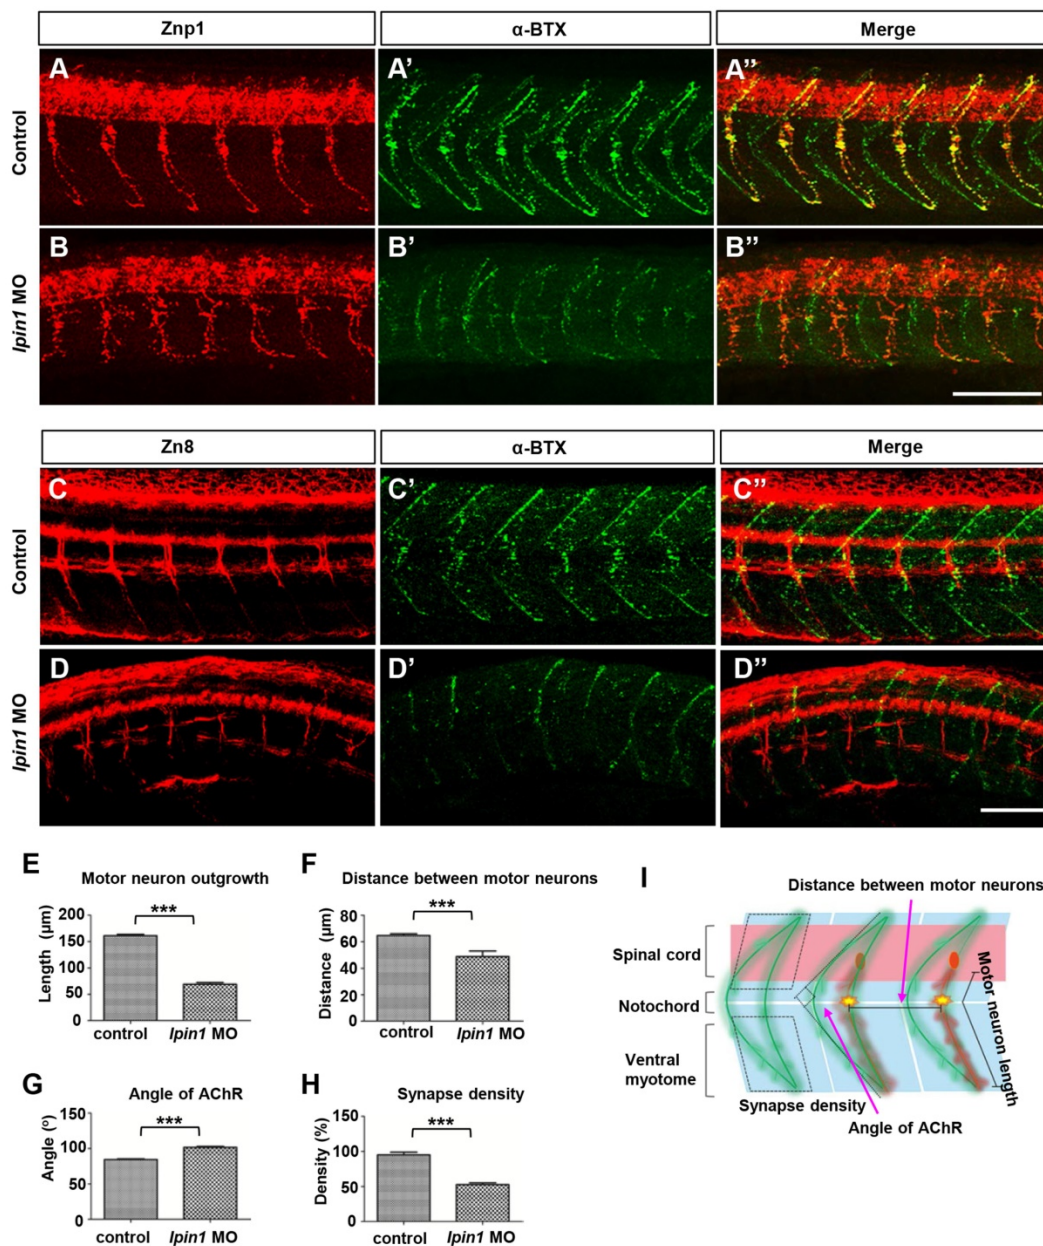 Znp1
α-BTX
Merge
Control
A
A'
A''
lpin1 MO
B
B'
B''
Zn8
α-BTX
Merge
Control
C
C'
C''
lpin1 MO
D
D'
D''
E
Motor neuron outgrowth
***
Length (µm)
200
150
100
50
0
control
lpin1 MO
F
Distance between motor neurons
***
Distance (µm)
80
60
40
20
0
control
lpin1 MO
G
Angle of AChR
***
Angle (º)
150
100
50
0
control
lpin1 MO
H
Synapse density
***
Density (%)
150
100
50
0
control
lpin1 MO
I
Distance between motor neurons
Spinal cord
Notochord
Ventral
myotome
Motor neuron length
Synapse density
Angle of AChR